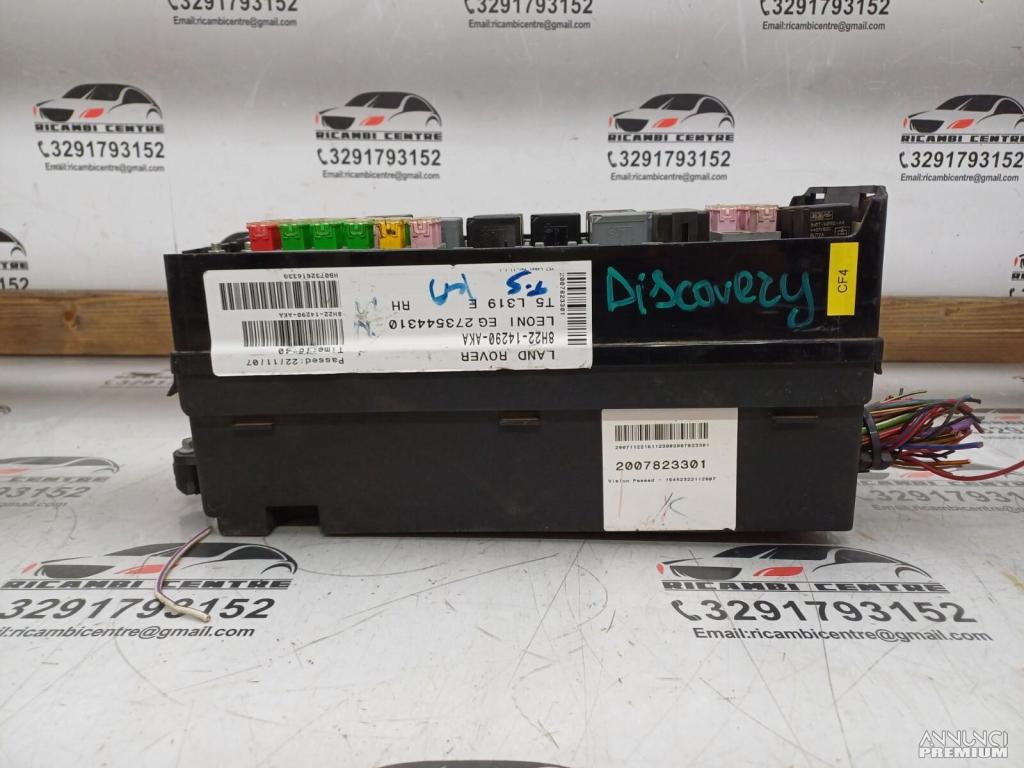 3291793152
3291793152
3291793152
Email:ricambicentre@gmail.com
Email:ricambicentre@gmail.com
Email:ricambicentre@gmail.com
RICAMBI CENTRE
3291793152
Email:ricambicentre@gmail.com
RICAMBI CENTRE
3291793152
Email:ricambicentre@gmail.com
RICAMBI CENTRE
3291793152
Email:ricambicentre@gmail.com
RICAMBI CENTRE
3291793152
Email:ricambicentre@gmail.com
LAND ROVER
8H22-14290-AKA
LEONI EG 273544310
T5 L319 E RH
2007823301
Passed:22/11/07
8H22-14290-AKA
HB0732616339
T5
Discovery
CF4
2007823301
RICAMBI CENTRE
3291793152
Email:ricambicentre@gmail.com
RICAMBI CENTRE
3291793152
Email:ricambicentre@gmail.com
ANNUNCI
PREMIUM